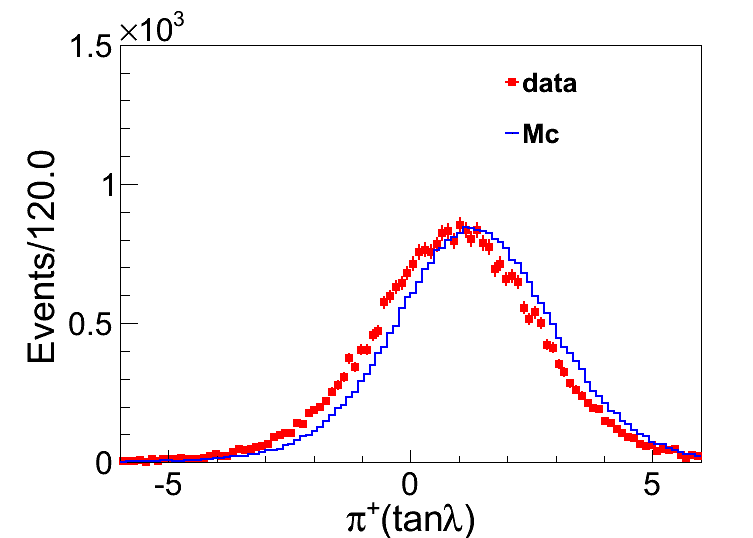 ×10³
1.5
1
0.5
0
Events/120.0
data
Mc
-5 0 5
π⁺(tanλ)